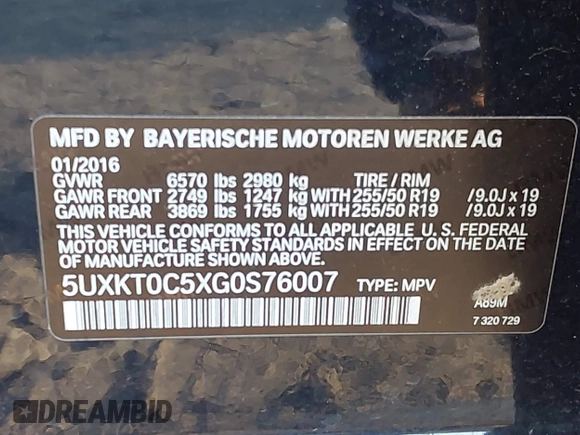 MFD BY BAYERISCHE MOTOREN WERKE AG
01/2016
GVWR 6570 lbs 2980 kg TIRE / RIM
GAWR FRONT 2749 lbs 1247 kg WITH 255/50 R19 /9.0J x 19
GAWR REAR 3869 lbs 1755 kg WITH 255/50 R19 /9.0J x 19
THIS VEHICLE CONFORMS TO ALL APPLICABLE U.S. FEDERAL
MOTOR VEHICLE SAFETY STANDARDS IN EFFECT ON THE DATE
OF MANUFACTURE SHOWN ABOVE.
5UXKT0C5XG0S76007 TYPE: MPV
A89M
7 320 729
DREAMBID